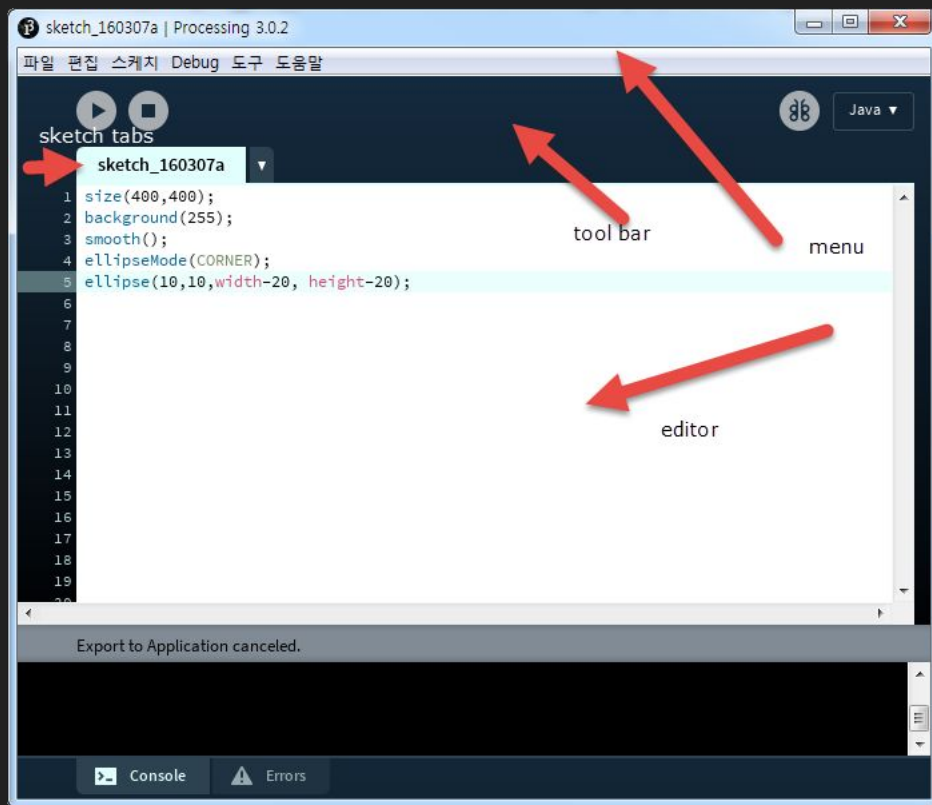 sketch_160307a | Processing 3.0.2
파일 편집 스케치 Debug 도구 도움말
Java ▼
sketch tabs
sketch_160307a ▼
1 size(400,400);
2 background(255);
3 smooth();
4 ellipseMode(CORNER);
5 ellipse(10,10,width-20, height-20);
tool bar
menu
6
7
8
9
10
11
12
editor
13
14
15
16
17
18
19
20
Export to Application canceled.
Console
Errors